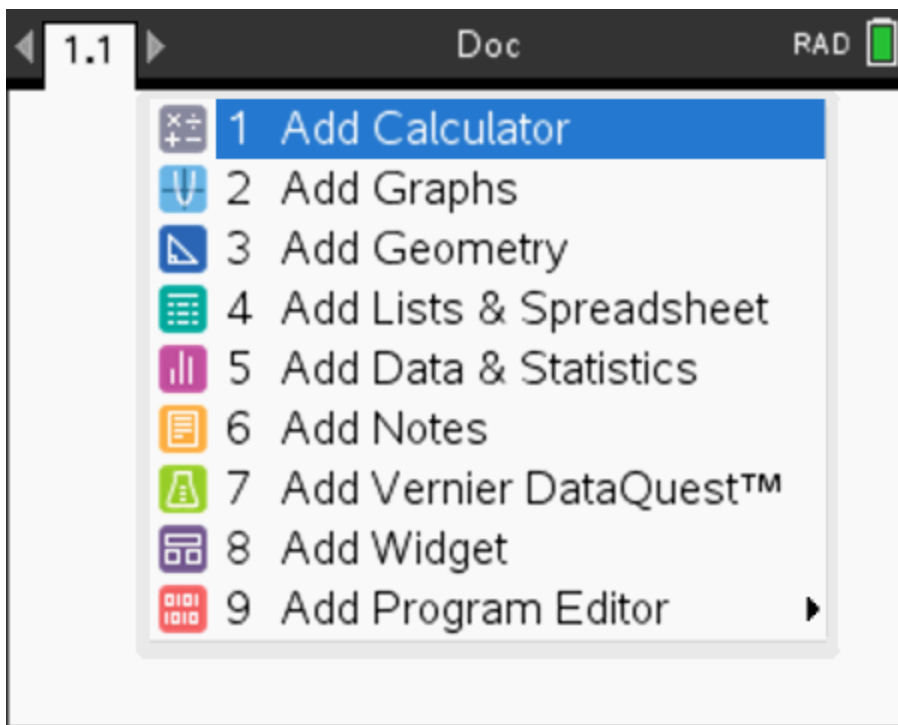 1.1 Doc RAD
1 Add Calculator
2 Add Graphs
3 Add Geometry
4 Add Lists & Spreadsheet
5 Add Data & Statistics
6 Add Notes
7 Add Vernier DataQuest™
8 Add Widget
9 Add Program Editor